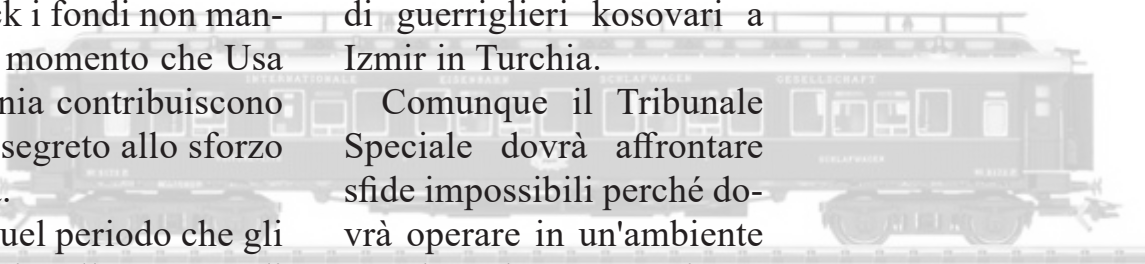 i fondi non man-
momento che Usa
contribuiscono
segreto allo sforzo
periodo che gli
di guerriglieri kosovari a
Izmir in Turchia.
Comunque il Tribunale
Speciale dovrà affrontare
sfide impossibili perché do-
vrà operare in un'ambiente
INTERNATIONALE EISENBAHN SCHLAFWAGEN GESELLSCHAFT
SCHLAFWAGEN